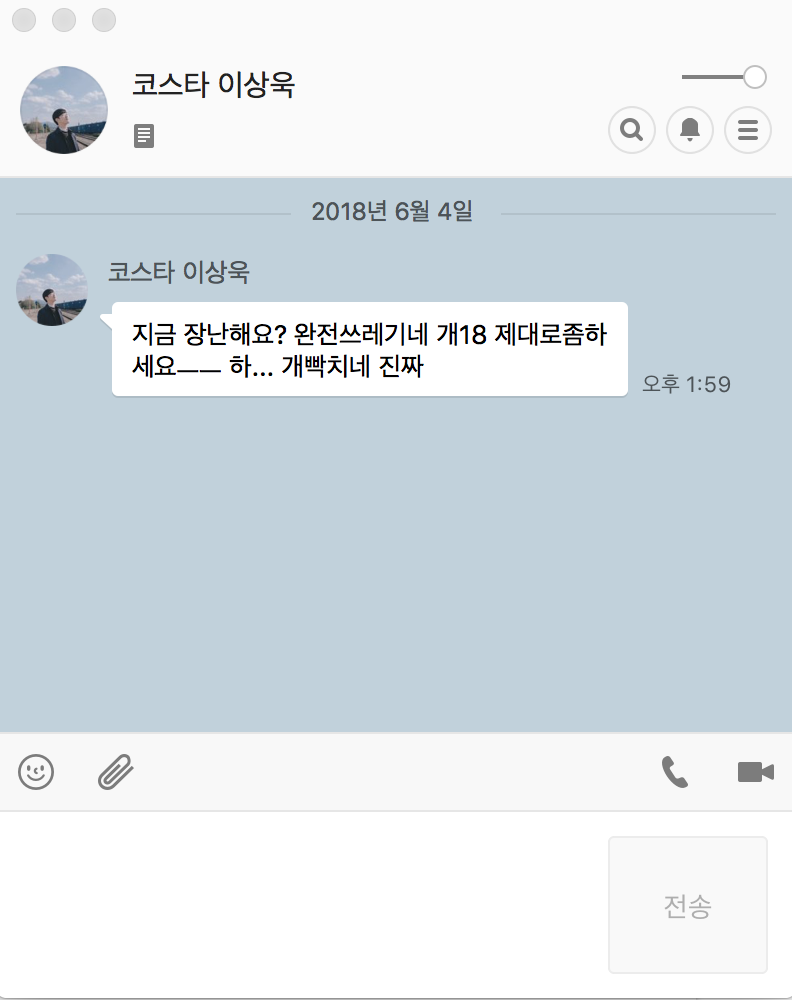 코스타 이상욱
2018년 6월 4일
코스타 이상욱
지금 장난해요? 완전쓰레기네 개18 제대로좀하
세요ㅡㅡ 하... 개빡치네 진짜
오후 1:59
전송